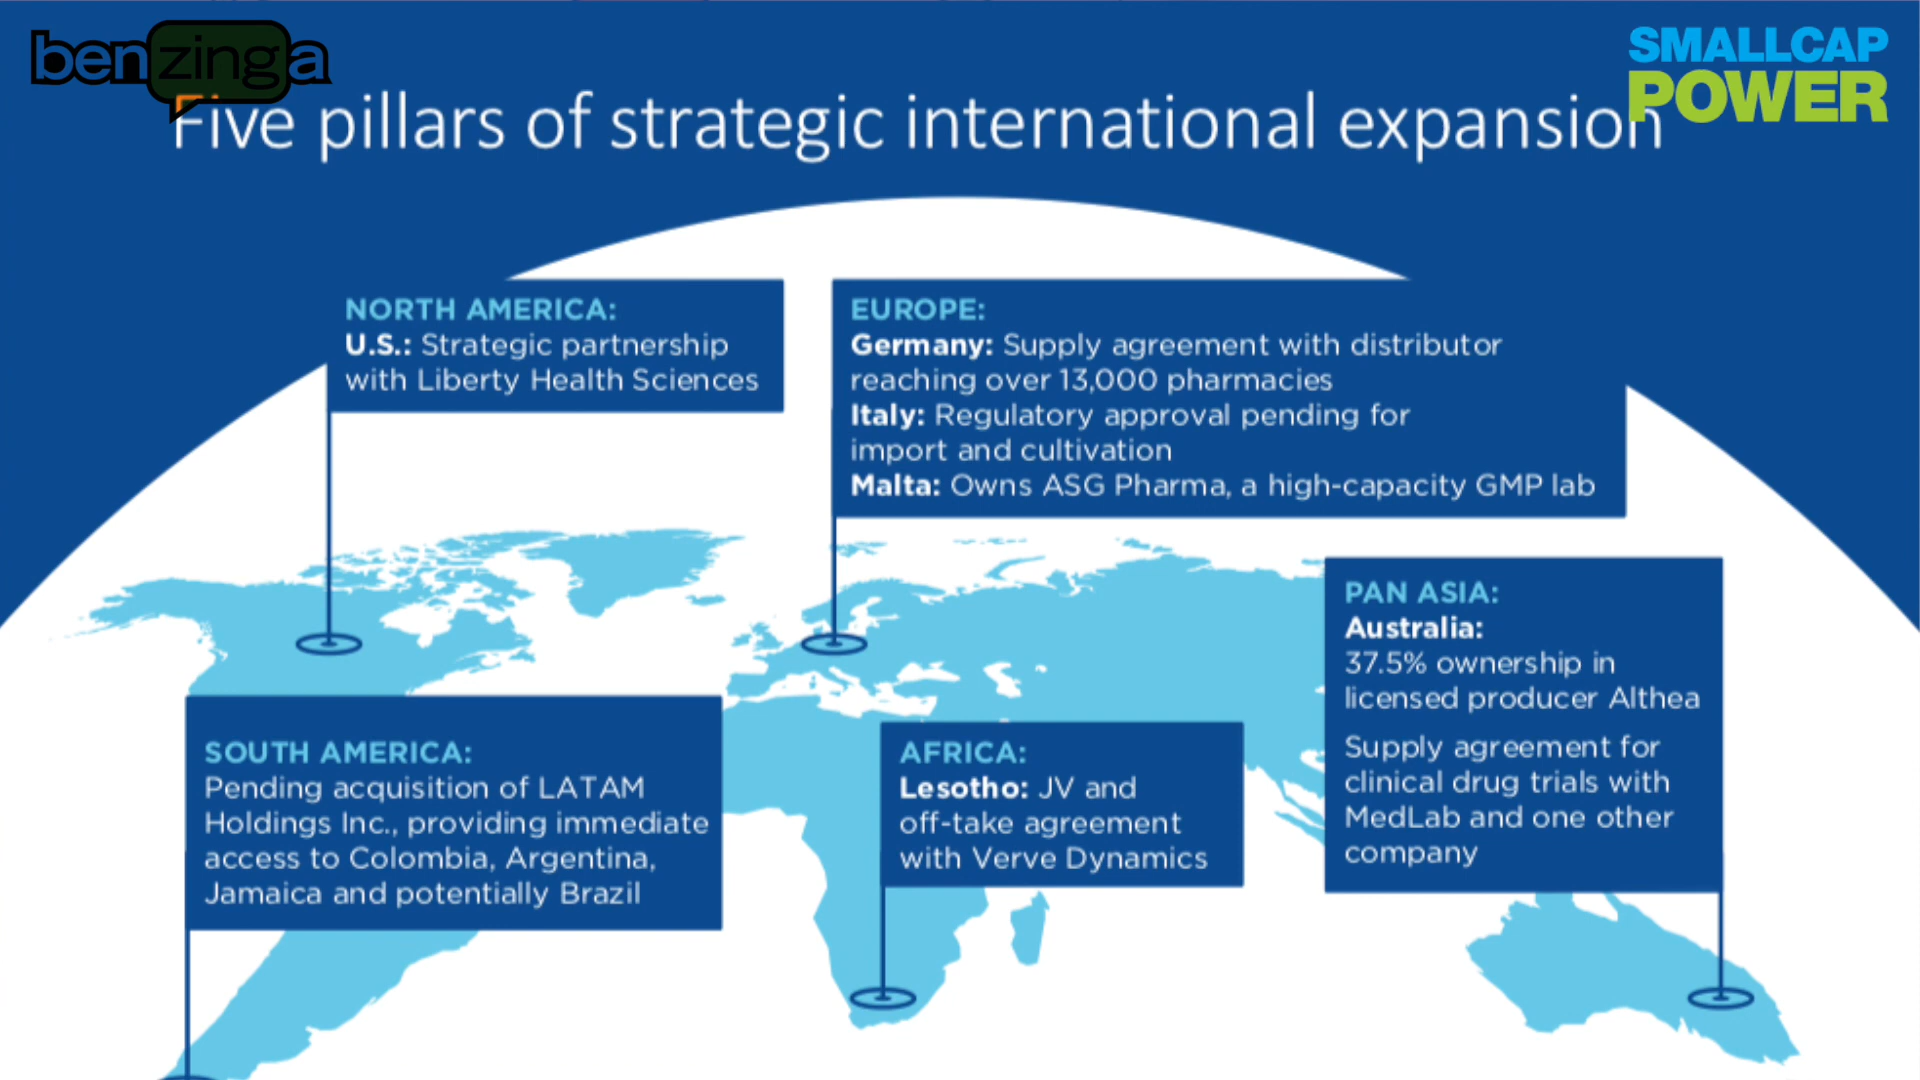 benzinga
SMALLCAP
POWER
Five pillars of strategic international expansion
NORTH AMERICA:
U.S.: Strategic partnership
with Liberty Health Sciences
EUROPE:
Germany: Supply agreement with distributor
reaching over 13,000 pharmacies
Italy: Regulatory approval pending for
import and cultivation
Malta: Owns ASG Pharma, a high-capacity GMP lab
PAN ASIA:
Australia:
37.5% ownership in
licensed producer Althea
Supply agreement for
clinical drug trials with
MedLab and one other
company
SOUTH AMERICA:
Pending acquisition of LATAM
Holdings Inc., providing immediate
access to Colombia, Argentina,
Jamaica and potentially Brazil
AFRICA:
Lesotho: JV and
off-take agreement
with Verve Dynamics